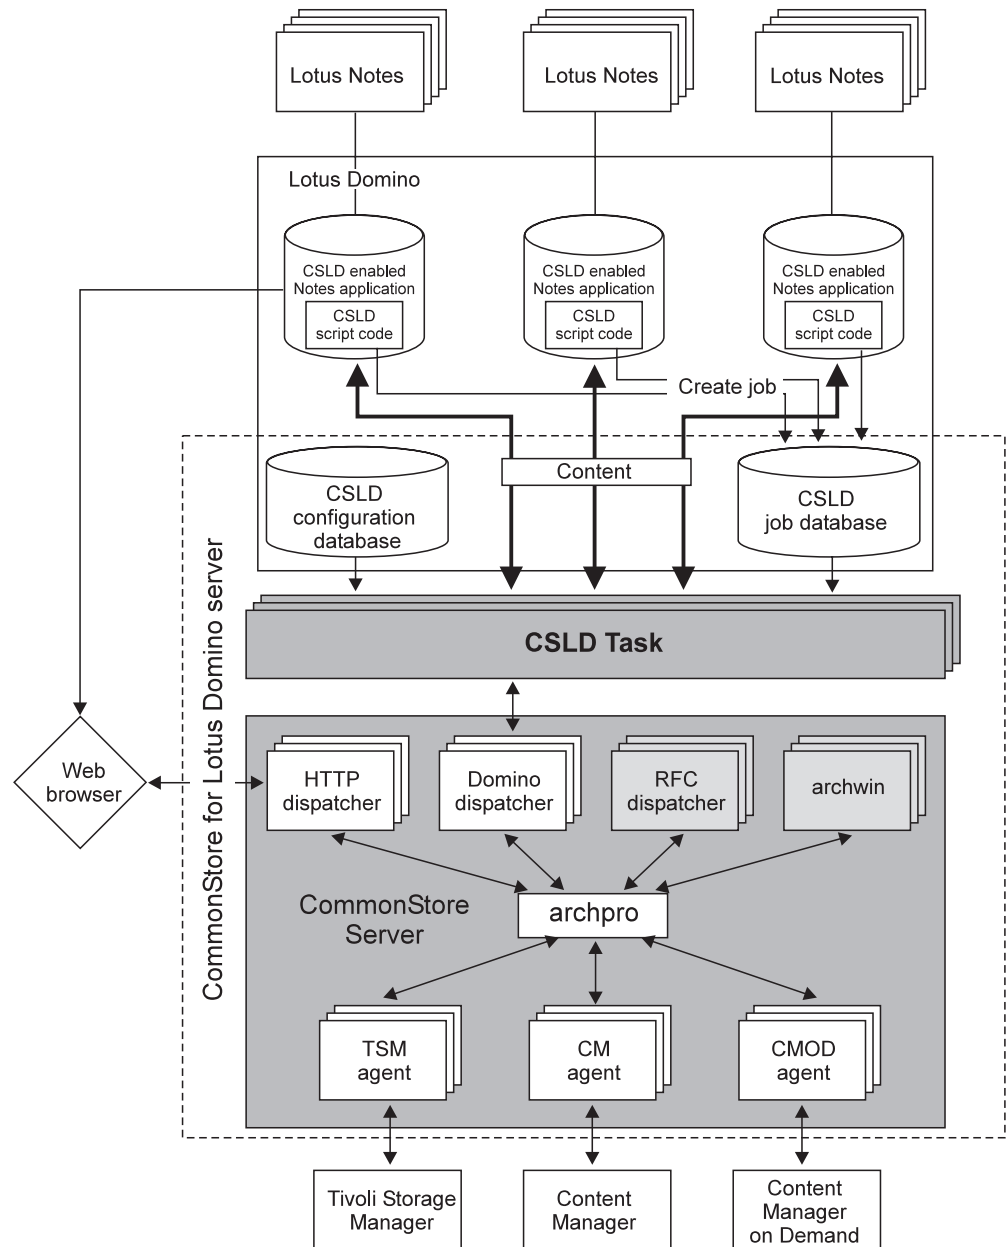 Lotus Notes
Lotus Notes
Lotus Notes
Lotus Domino
CSLD enabled
Notes application
CSLD
script code
CSLD enabled
Notes application
CSLD
script code
CSLD enabled
Notes application
CSLD
script code
Create job
Content
CSLD
configuration
database
CSLD
job database
CommonStore for Lotus Domino server
CSLD Task
Web
browser
HTTP
dispatcher
Domino
dispatcher
RFC
dispatcher
archwin
CommonStore
Server
archpro
TSM
agent
CM
agent
CMOD
agent
Tivoli Storage
Manager
Content
Manager
Content
Manager
on Demand